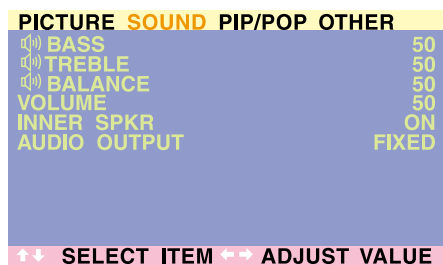 PICTURE SOUND PIP/POP OTHER
BASS 50
TREBLE 50
BALANCE 50
VOLUME 50
INNER SPKR ON
AUDIO OUTPUT FIXED
SELECT ITEM ADJUST VALUE